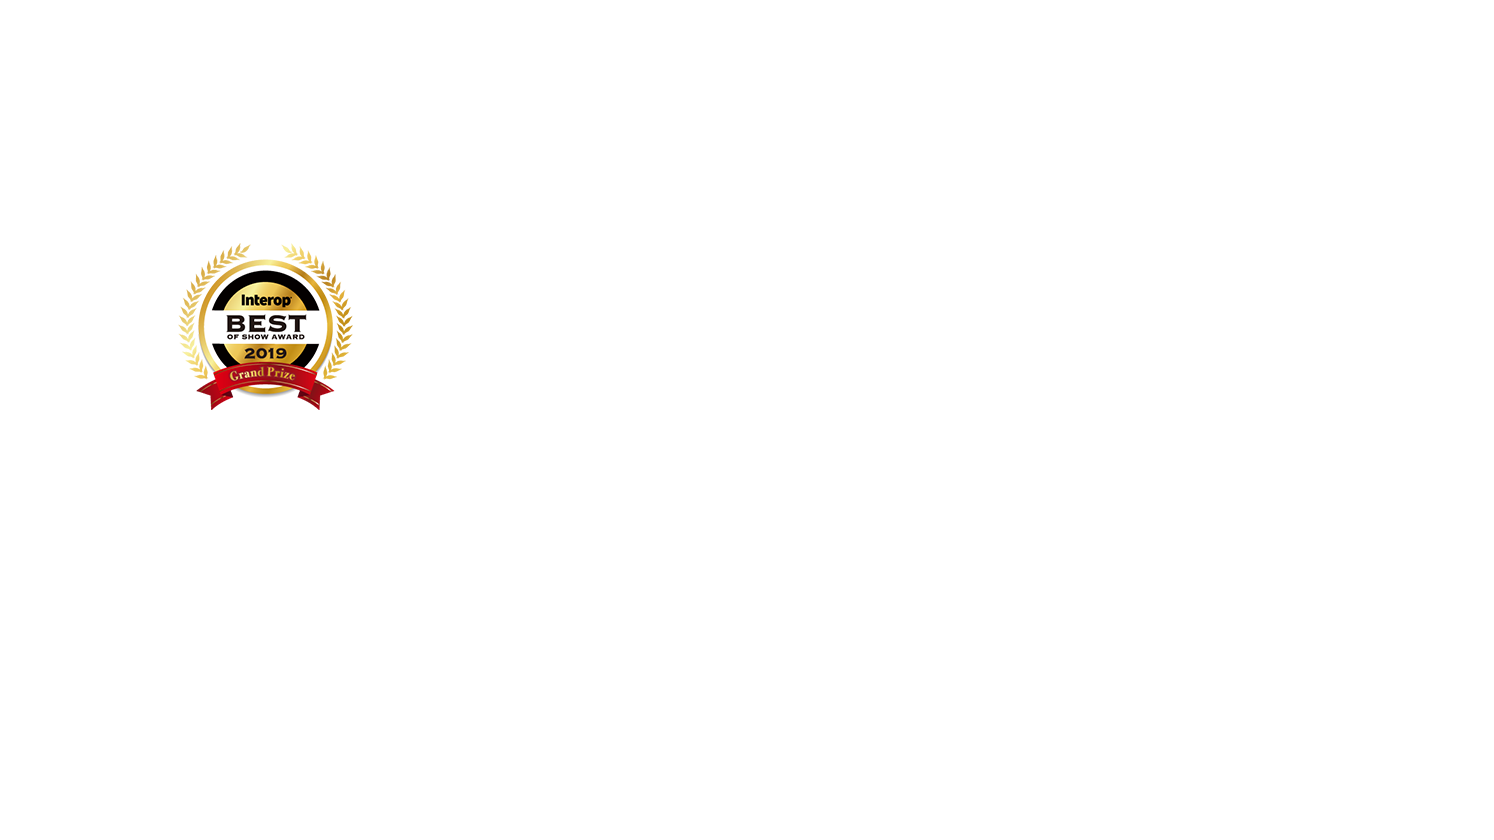 Interop
BEST
OF SHOW AWARD
2019
Grand Prize